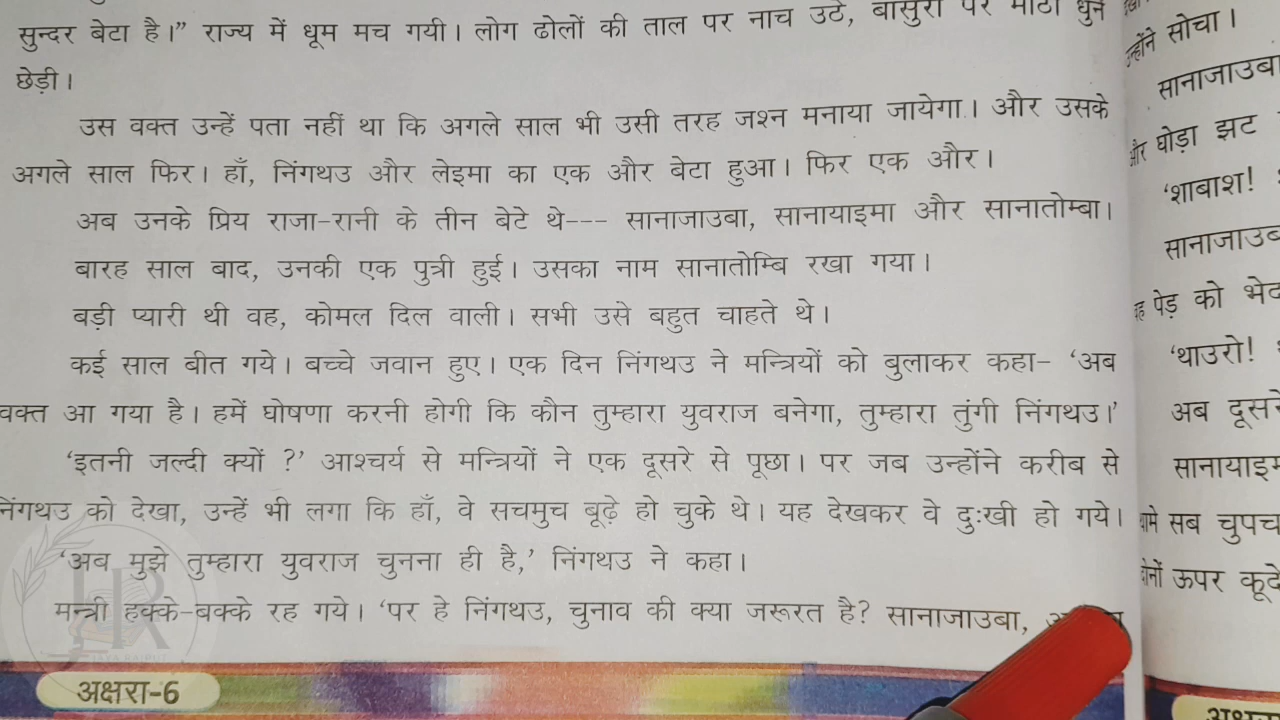 सुन्दर बेटा है।” राज्य में धूम मच गयी। लोग ढोलों की ताल पर नाच उठे, बाँसुरी पर मीठी धुनें
छेड़ी।
उस वक्त उन्हें पता नहीं था कि अगले साल भी उसी तरह जश्न मनाया जायेगा। और उसके
अगले साल फिर। हाँ, निंगथउ और लेइमा का एक और बेटा हुआ। फिर एक और।
अब उनके प्रिय राजा-रानी के तीन बेटे थे--- सानाजाउबा, सानायाइमा और सानातोम्बा।
बारह साल बाद, उनकी एक पुत्री हुई। उसका नाम सानातोम्बि रखा गया।
बड़ी प्यारी थी वह, कोमल दिल वाली। सभी उसे बहुत चाहते थे।
कई साल बीत गये। बच्चे जवान हुए। एक दिन निंगथउ ने मन्त्रियों को बुलाकर कहा- ‘अब
वक्त आ गया है। हमें घोषणा करनी होगी कि कौन तुम्हारा युवराज बनेगा, तुम्हारा तुंगी निंगथउ।’
‘इतनी जल्दी क्यों ?’ आश्चर्य से मन्त्रियों ने एक दूसरे से पूछा। पर जब उन्होंने करीब से
निंगथउ को देखा, उन्हें भी लगा कि हाँ, वे सचमुच बूढ़े हो चुके थे। यह देखकर वे दुःखी हो गये।
‘अब मुझे तुम्हारा युवराज चुनना ही है,’ निंगथउ ने कहा।
मन्त्री हक्के-बक्के रह गये। ‘पर हे निंगथउ, चुनाव की क्या जरूरत है? सानाजाउबा,
अक्षरा-6
उन्होंने सोचा।
सानाजाउबा
और घोड़ा झट
‘शाबाश!
सानाजाउब
वह पेड़ को भेद
‘थाउरो!
अब दूसरे
सानायाइम
सब चुपच
दोनों ऊपर कूदे
JR
JAYA RAJPUT